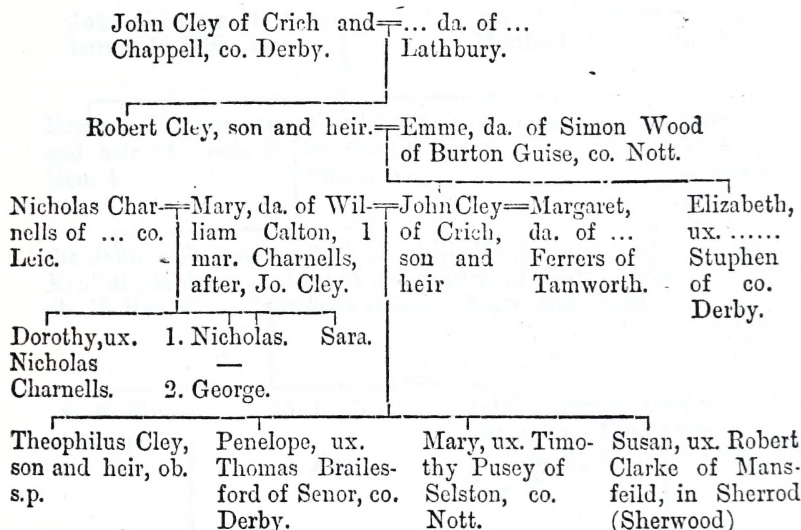 John Cley of Crich and=... da. of ...
Chappell, co. Derby. Lathbury.
Robert Cley, son and heir.=Emme, da. of Simon Wood
of Burton Guise, co. Nott.
Nicholas Char-=Mary, da. of Wil-=John Cley=Margaret, Elizabeth,
nells of ... co. liam Calton, 1 of Crich, da. of ... ux. ......
Leic. mar. Charnells, son and Ferrers of Stuphen
after, Jo. Cley. heir Tamworth. of co.
Derby.
Dorothy, ux. 1. Nicholas. Sara.
Nicholas —
Charnells. 2. George.
Theophilus Cley, Penelope, ux. Mary, ux. Timo- Susan, ux. Robert
son and heir, ob. Thomas Brailes- thy Pusey of Clarke of Mans-
s.p. ford of Senor, co. Selston, co. feild, in Sherrod
Derby. Nott. (Sherwood)